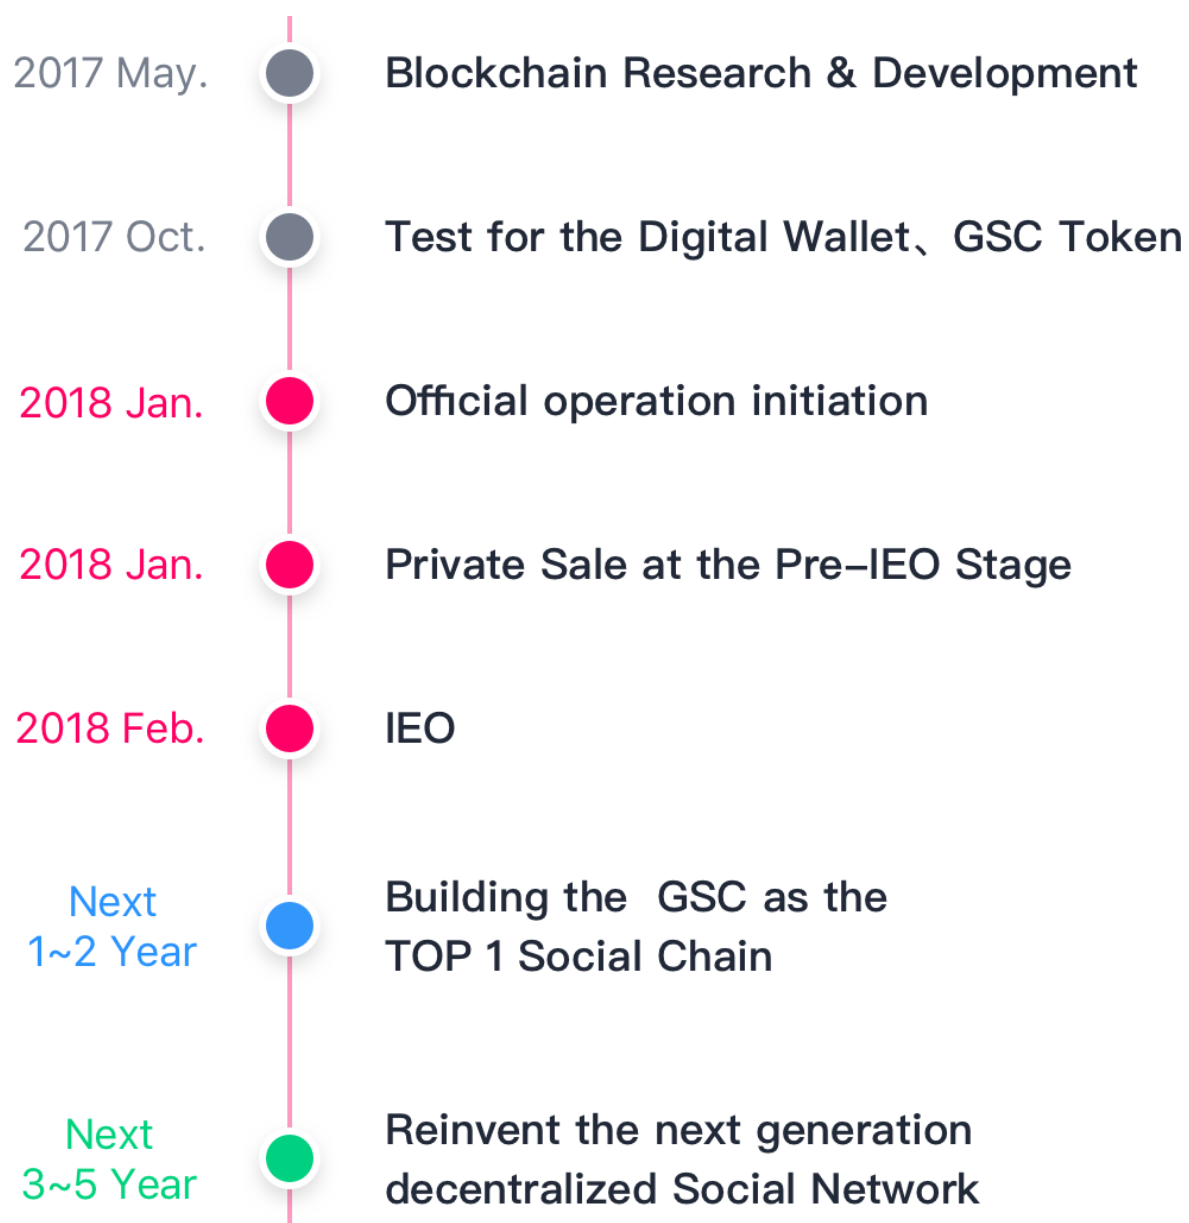 2017 May.
Blockchain Research & Development
2017 Oct.
Test for the Digital Wallet、GSC Token
2018 Jan.
Official operation initiation
2018 Jan.
Private Sale at the Pre–IEO Stage
2018 Feb.
IEO
Next
1~2 Year
Building the  GSC as the
TOP 1 Social Chain
Next
3~5 Year
Reinvent the next generation
decentralized Social Network